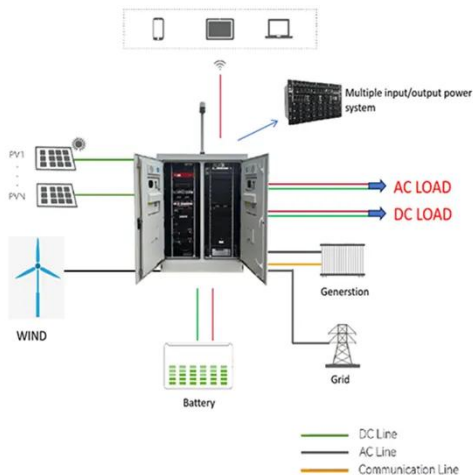 Multiple input/output power
system
PV1
PVN
AC LOAD
DC LOAD
WIND
Generstion
Battery
Grid
DC Line
AC Line
Communication Line